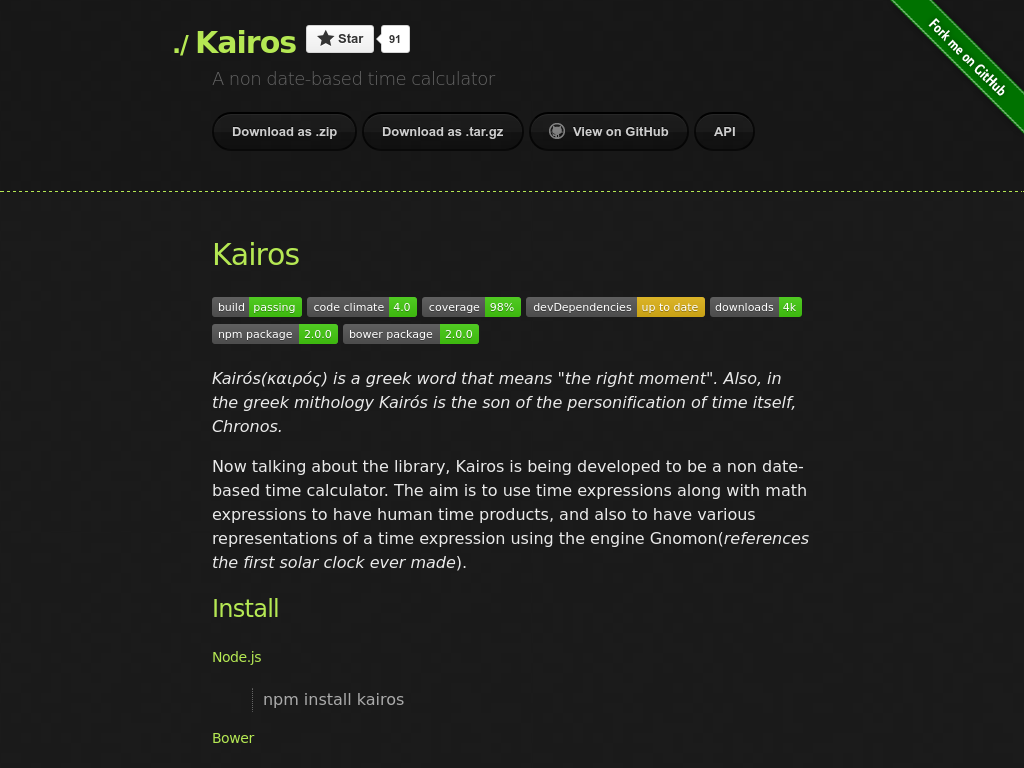 ./ Kairos
Star 91
A non date-based time calculator
Fork me on GitHub
Download as .zip Download as .tar.gz View on GitHub API
Kairos
build passing code climate 4.0 coverage 98% devDependencies up to date downloads 4k
npm package 2.0.0 bower package 2.0.0
Kairós(καιρός) is a greek word that means "the right moment". Also, in
the greek mithology Kairós is the son of the personification of time itself,
Chronos.
Now talking about the library, Kairos is being developed to be a non date-
based time calculator. The aim is to use time expressions along with math
expressions to have human time products, and also to have various
representations of a time expression using the engine Gnomon(references
the first solar clock ever made).
Install
Node.js
npm install kairos
Bower